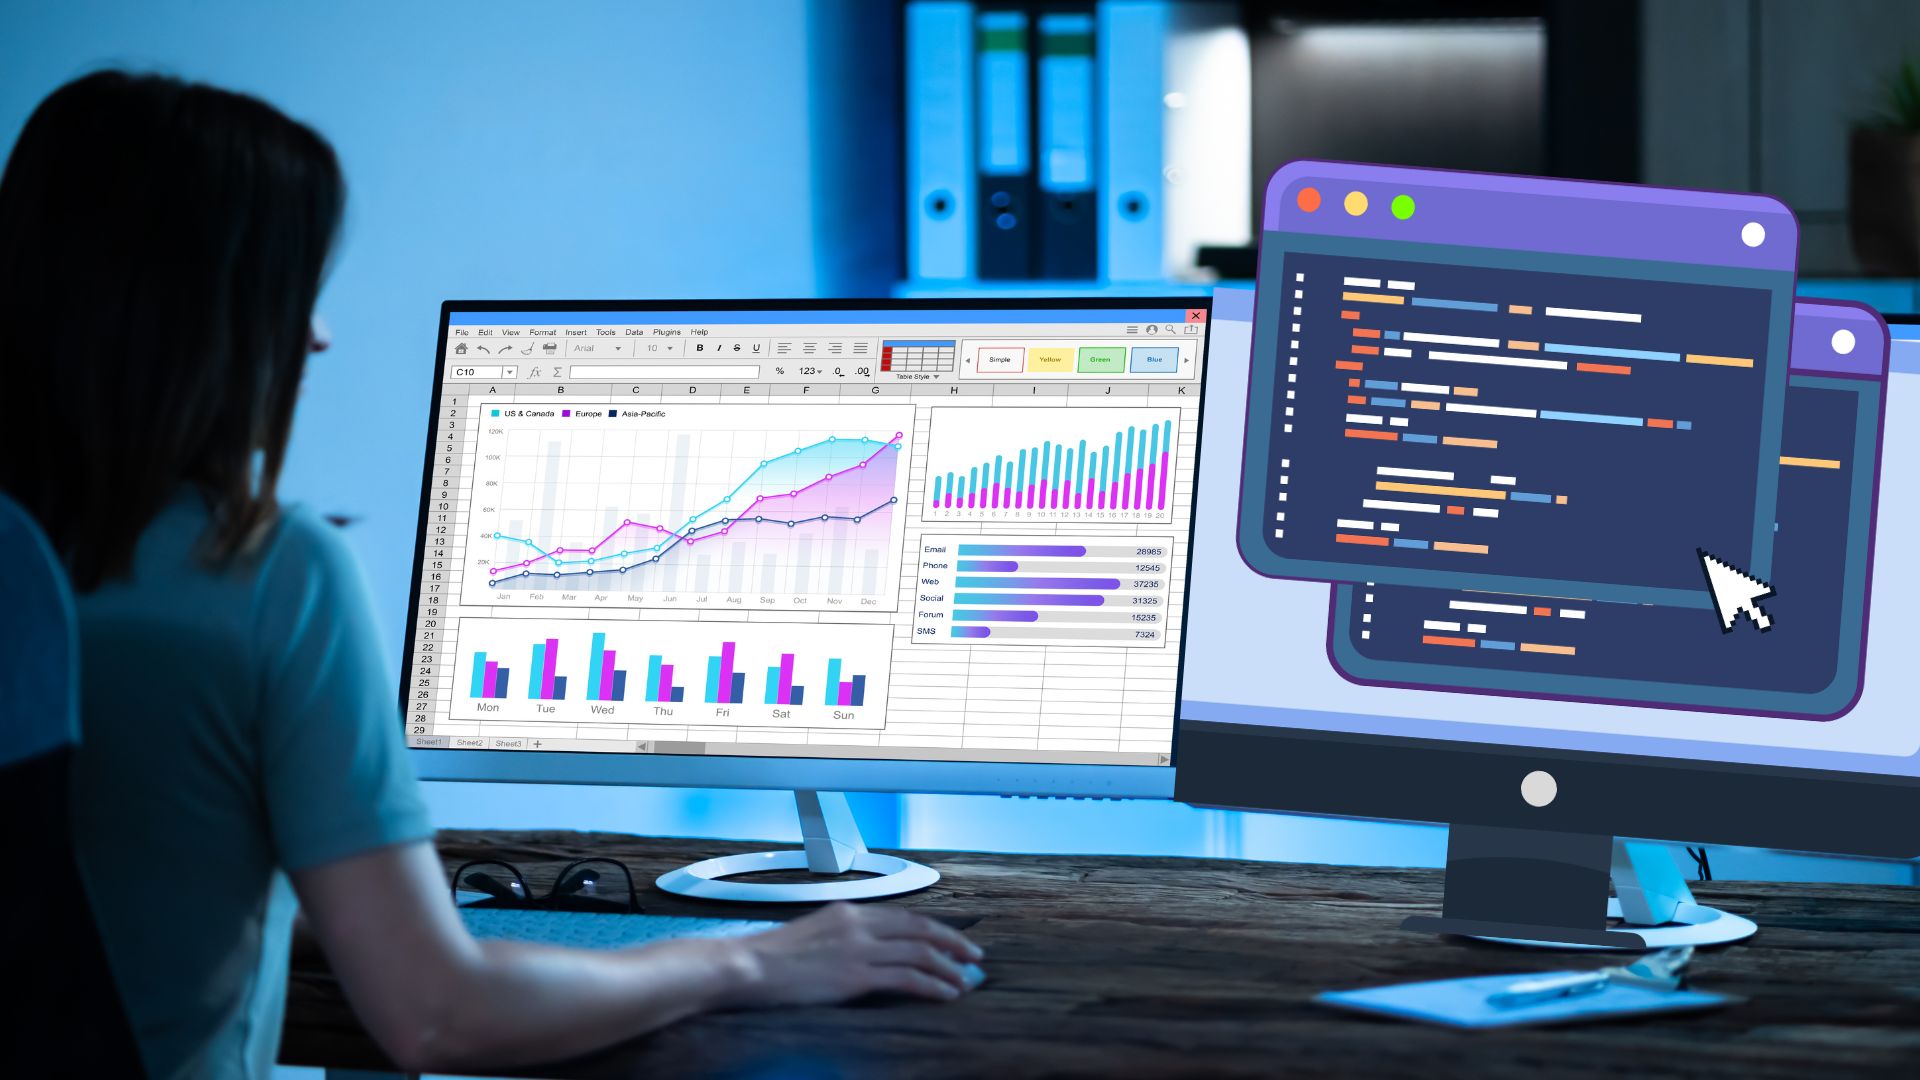 File Edit View Format Insert Tools Data Plugins Help
Arial 10 B I S U % 123 .0 .00 Table Style Simple Yellow Green Blue
C10 fx Σ
A B C D E F G H I J K
1
2
3
4
5
6
7
8
9
10
11
12
13
14
15
16
17
18
19
20
21
22
23
24
25
26
27
28
29
US & Canada Europe Asia-Pacific
120K
100K
80K
60K
40K
20K
Jan Feb Mar Apr May Jun Jul Aug Sep Oct Nov Dec
1 2 3 4 5 6 7 8 9 10 11 12 13 14 15 16 17 18 19 20
Email 28985
Phone 12545
Web 37235
Social 31325
Forum 15235
SMS 7324
Mon Tue Wed Thu Fri Sat Sun
Sheet1 Sheet2 Sheet3 +